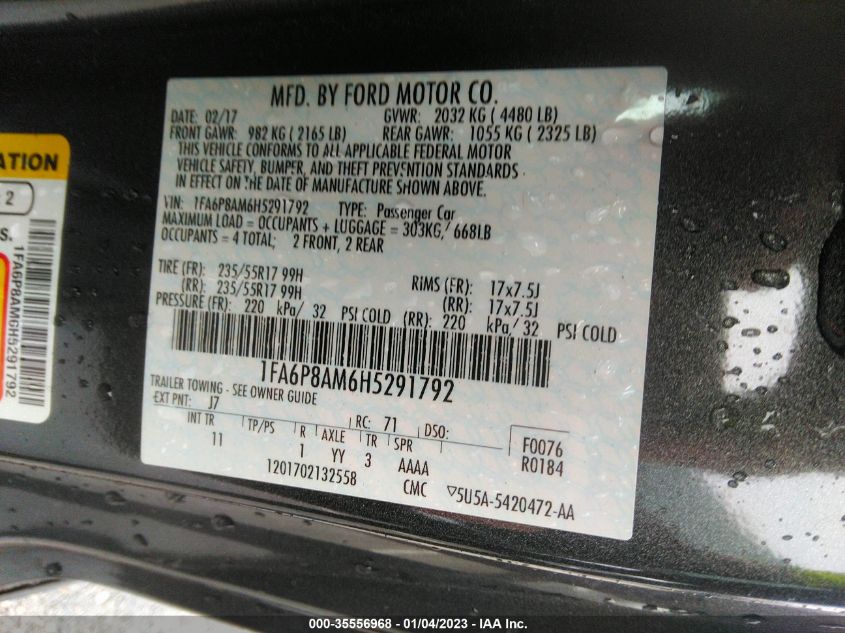 MFD. BY FORD MOTOR CO.
DATE: 02/17 GVWR: 2032 KG ( 4480 LB)
FRONT GAWR: 982 KG ( 2165 LB) REAR GAWR: 1055 KG ( 2325 LB)
THIS VEHICLE CONFORMS TO ALL APPLICABLE FEDERAL MOTOR
VEHICLE SAFETY, BUMPER, AND THEFT PREVENTION STANDARDS
IN EFFECT ON THE DATE OF MANUFACTURE SHOWN ABOVE.
VIN: 1FA6P8AM6H5291792 TYPE: Passenger Car
MAXIMUM LOAD = OCCUPANTS + LUGGAGE = 303KG/ 668LB
OCCUPANTS = 4 TOTAL; 2 FRONT, 2 REAR
TIRE (FR): 235/55R17 99H RIMS (FR): 17x7.5J
(RR): 235/55R17 99H (RR): 17x7.5J
PRESSURE (FR): 220 kPa/ 32 PSI COLD (RR): 220 kPa/ 32 PSI COLD
1FA6P8AM6H5291792
TRAILER TOWING - SEE OWNER GUIDE
EXT PNT: J7 RC: 71 DSO:
INT TR TP/PS R AXLE TR SPR F0076
11 1 YY 3 AAAA R0184
1201702132558 CMC ▽5U5A-5420472-AA
ATION
: 2
S.
1FA6P8AM6H5291792
000-35556968 - 01/04/2023 - IAA Inc.